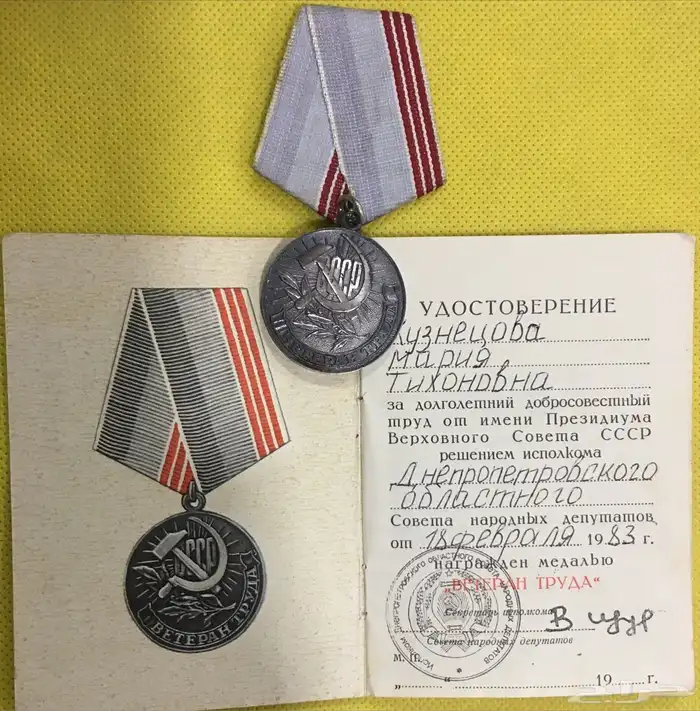 СССР
ВЕТЕРАН ТРУДА
СССР
ВЕТЕРАН ТРУДА
УДОСТОВЕРЕНИЕ
Кузнецова
Мария
Тихоновна
за долголетний добросовестный
труд от имени Президиума
Верховного Совета СССР
решением исполкома
Днепропетровского
областного
Совета народных депутатов
от 18 февраля 1983 г.
награжден медалью
„ВЕТЕРАН ТРУДА“
Секретарь исполкома
Совета народных депутатов
М. П.
„ “ 19 г.